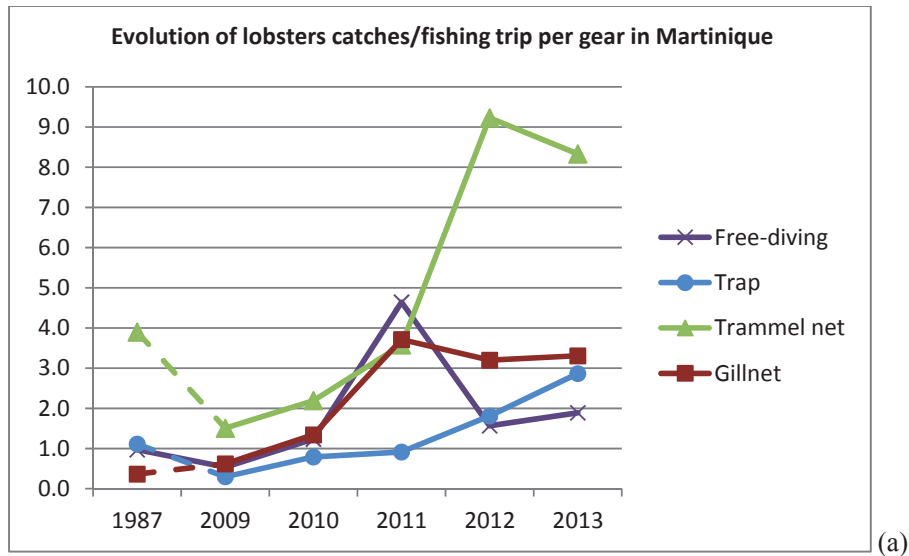 Evolution of lobsters catches/fishing trip per gear in Martinique
10.0
9.0
8.0
7.0
6.0
5.0
4.0
3.0
2.0
1.0
0.0
1987 2009 2010 2011 2012 2013
Free-diving
Trap
Trammel net
Gillnet
(a)